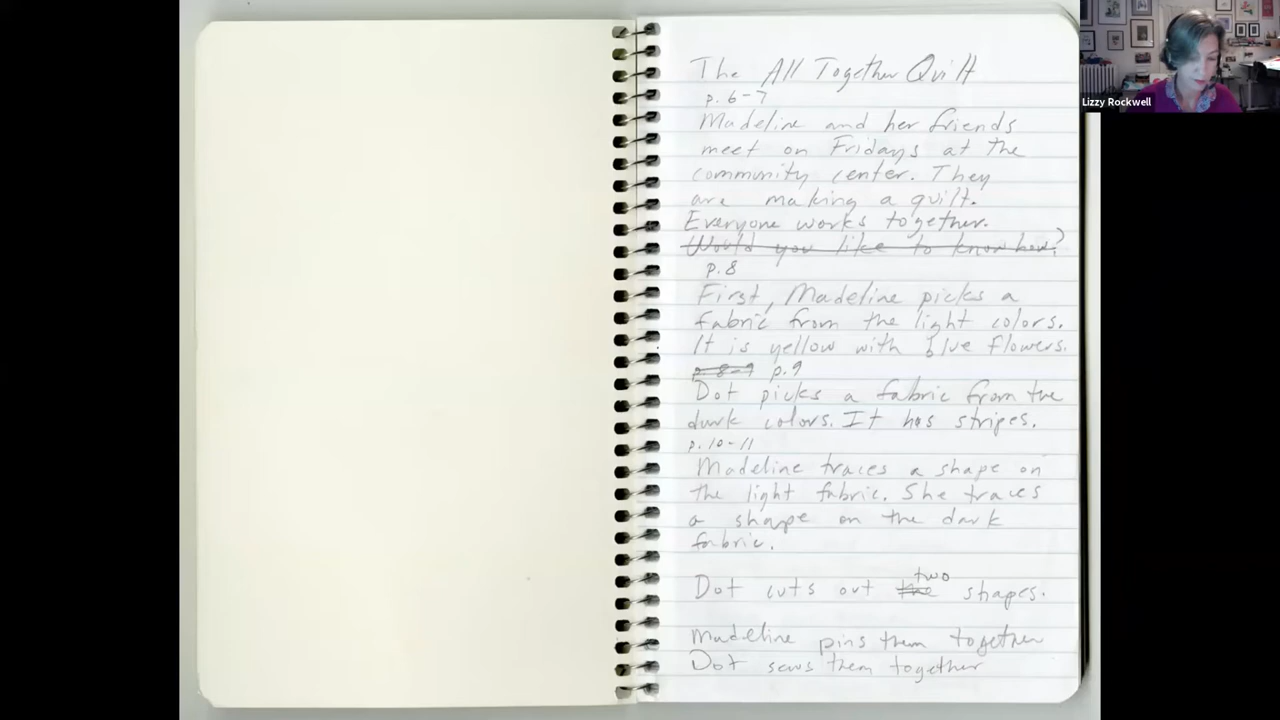 The All Together Quilt
p. 6-7
Madeline and her friends
meet on Fridays at the
community center. They
are making a quilt.
Everyone works together.
Would you like to know how?
p. 8
First, Madeline picks a
fabric from the light colors.
It is yellow with blue flowers.
p 8-9 p. 9
Dot picks a fabric from the
dark colors. It has stripes.
p. 10-11
Madeline traces a shape on
the light fabric. She traces
a shape on the dark
fabric.
two
Dot cuts out the shapes.
Madeline pins them together
Dot sews them together
Lizzy Rockwell